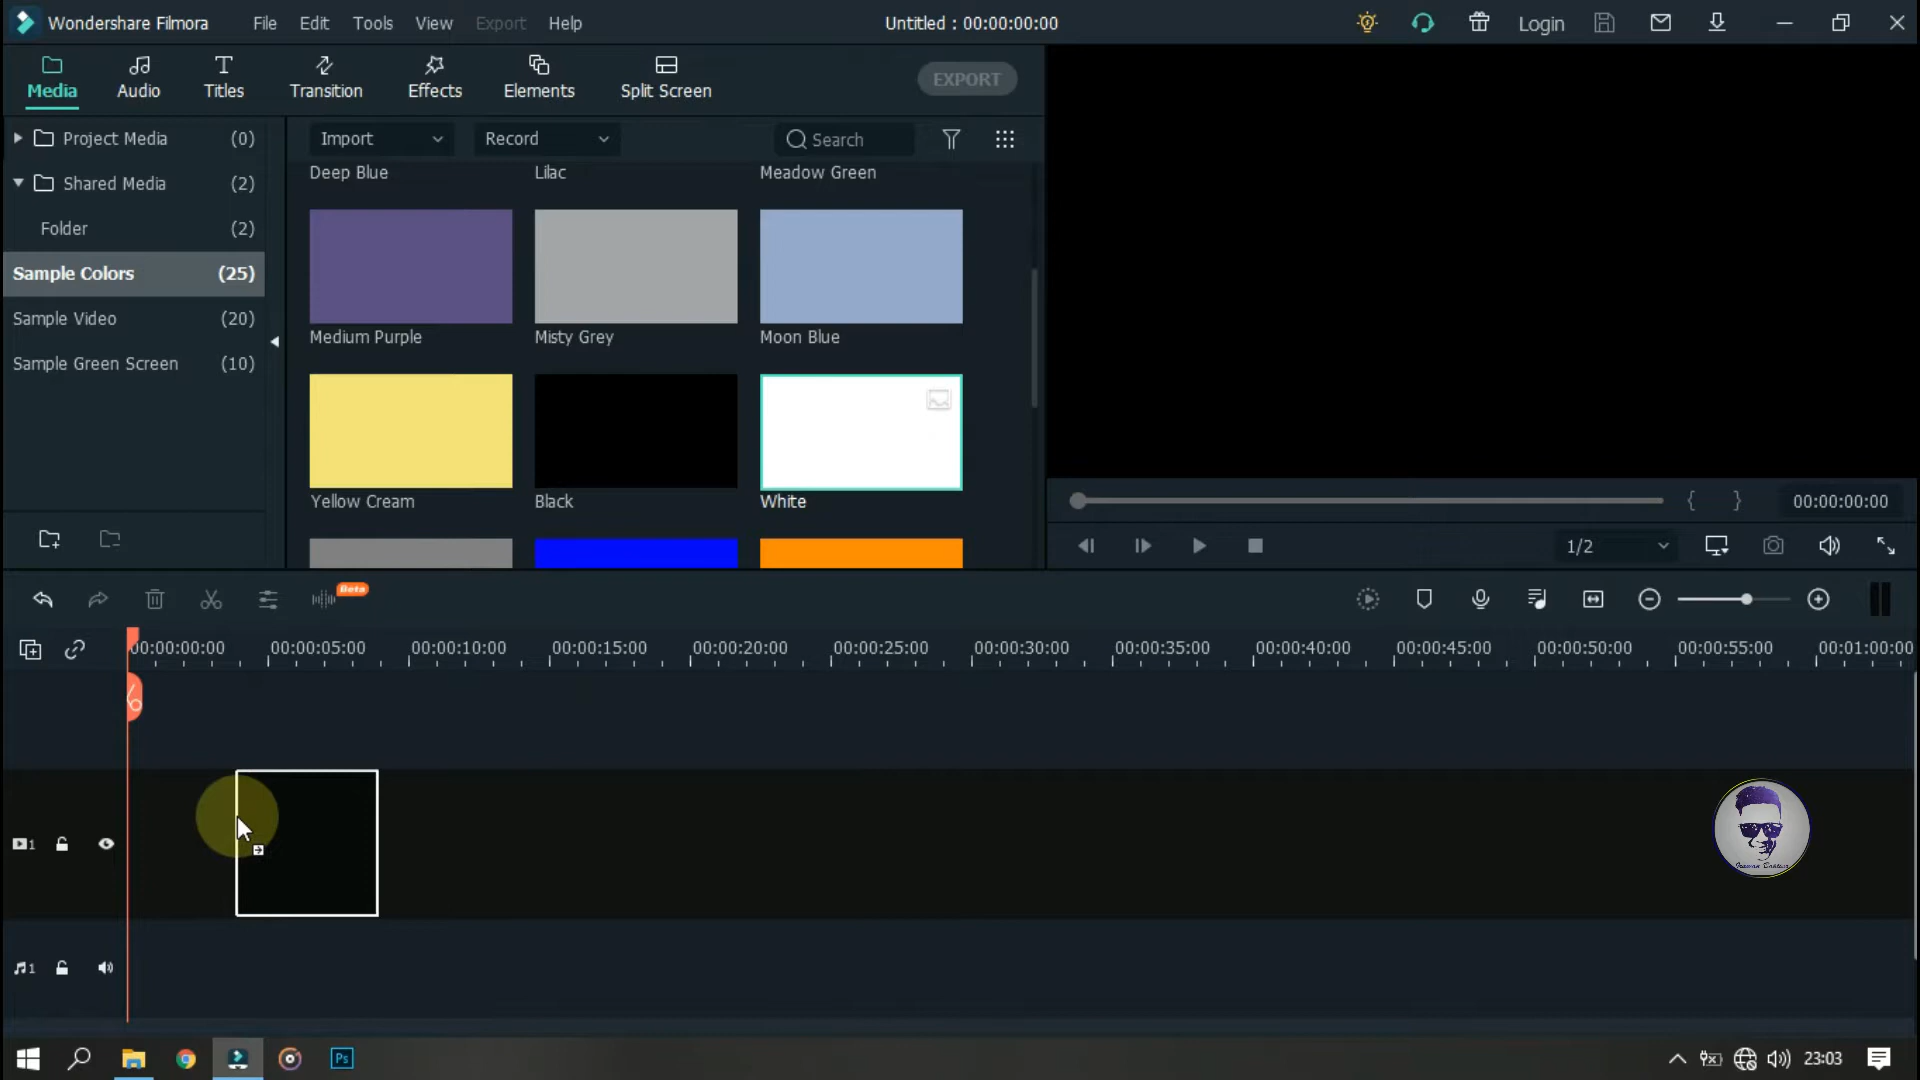 Wondershare Filmora File Edit Tools View Export Help Untitled : 00:00:00:00 Login
Media Audio Titles Transition Effects Elements Split Screen EXPORT
Project Media (0) Import Record Search
Deep Blue Lilac Meadow Green
Shared Media (2)
Folder (2)
Sample Colors (25)
Sample Video (20)
Medium Purple Misty Grey Moon Blue
Sample Green Screen (10)
Yellow Cream Black White
00:00:00:00
1/2
Beta
00:00:00:00 00:00:05:00 00:00:10:00 00:00:15:00 00:00:20:00 00:00:25:00 00:00:30:00 00:00:35:00 00:00:40:00 00:00:45:00 00:00:50:00 00:00:55:00 00:01:00:00
1
1
Ps 23:03